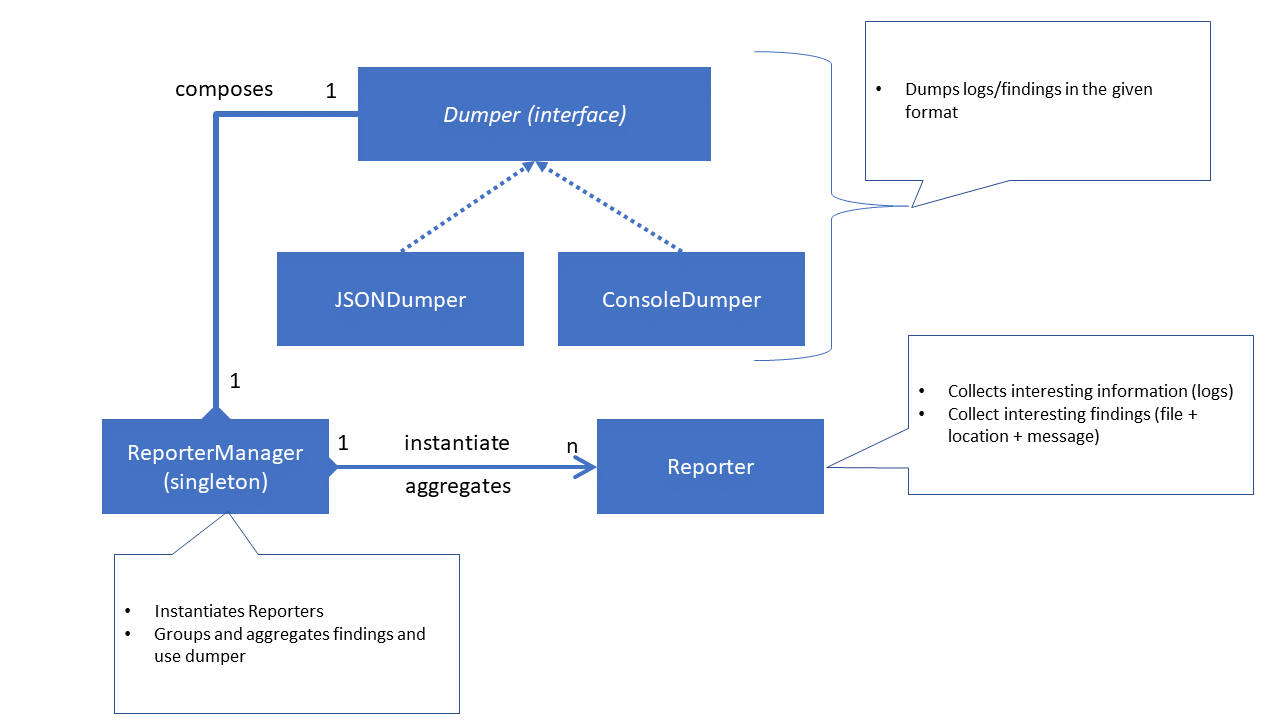 composes
1
Dumper (interface)
• Dumps logs/findings in the given
format
JSONDumper
ConsoleDumper
1
ReporterManager
(singleton)
1
instantiate
n
aggregates
Reporter
• Collects interesting information (logs)
• Collect interesting findings (file +
location + message)
• Instantiates Reporters
• Groups and aggregates findings and
use dumper